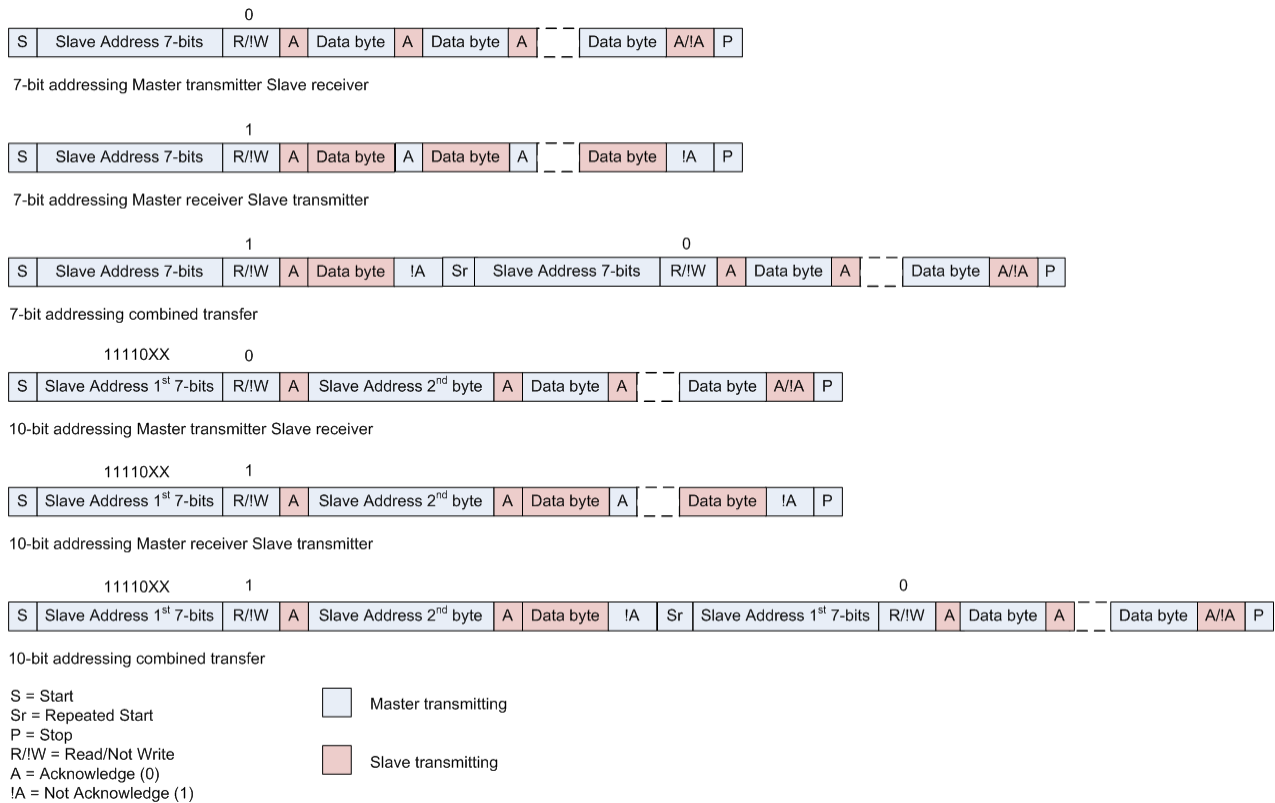 0
S Slave Address 7-bits R/!W A Data byte A Data byte A Data byte A/!A P
7-bit addressing Master transmitter Slave receiver
1
S Slave Address 7-bits R/!W A Data byte A Data byte A Data byte !A P
7-bit addressing Master receiver Slave transmitter
1 0
S Slave Address 7-bits R/!W A Data byte !A Sr Slave Address 7-bits R/!W A Data byte A Data byte A/!A P
7-bit addressing combined transfer
11110XX 0
S Slave Address 1st 7-bits R/!W A Slave Address 2nd byte A Data byte A Data byte A/!A P
10-bit addressing Master transmitter Slave receiver
11110XX 1
S Slave Address 1st 7-bits R/!W A Slave Address 2nd byte A Data byte A Data byte !A P
10-bit addressing Master receiver Slave transmitter
11110XX 1 0
S Slave Address 1st 7-bits R/!W A Slave Address 2nd byte A Data byte !A Sr Slave Address 1st 7-bits R/!W A Data byte A Data byte A/!A P
10-bit addressing combined transfer
S = Start
Sr = Repeated Start
P = Stop
R/!W = Read/Not Write
A = Acknowledge (0)
!A = Not Acknowledge (1)
Master transmitting
Slave transmitting